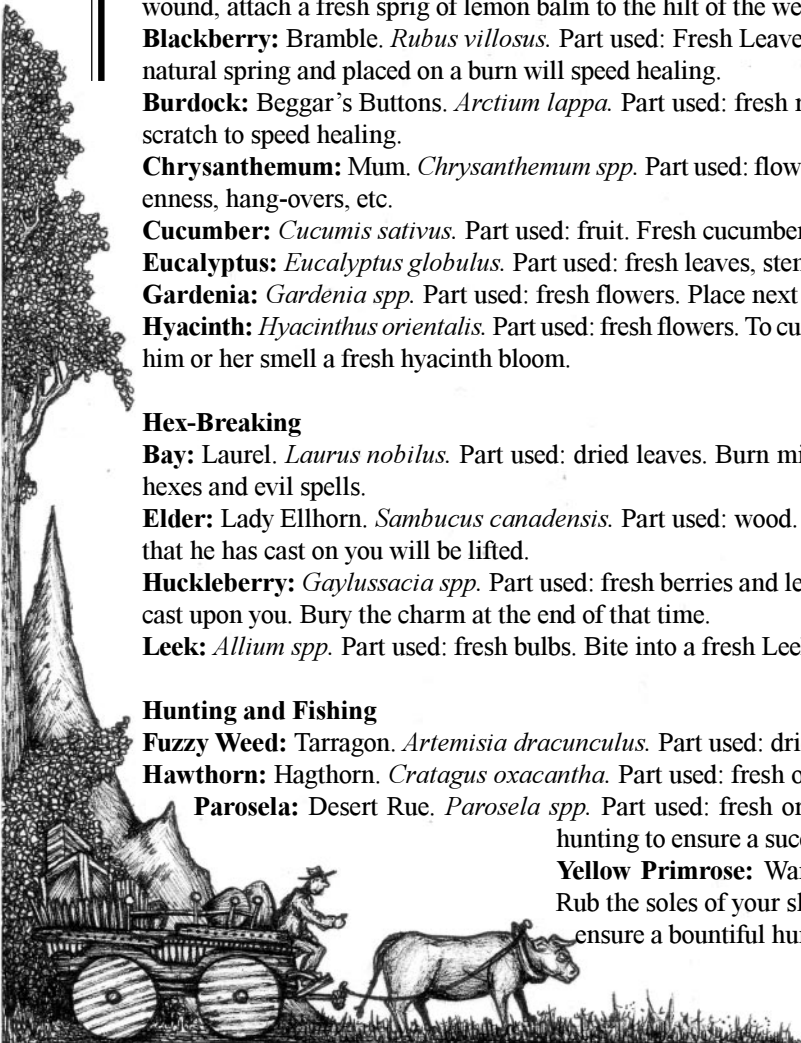 wound, attach a fresh sprig of lemon balm to the hilt of the we
Blackberry: Bramble. Rubus villosus. Part used: Fresh Leave
natural spring and placed on a burn will speed healing.
Burdock: Beggar's Buttons. Arctium lappa. Part used: fresh
scratch to speed healing.
Chrysanthemum: Mum. Chrysanthemum spp. Part used: flow
enness, hang-overs, etc.
Cucumber: Cucumis sativus. Part used: fruit. Fresh cucumber
Eucalyptus: Eucalyptus globulus. Part used: fresh leaves, sten
Gardenia: Gardenia spp. Part used: fresh flowers. Place next
Hyacinth: Hyacinthus orientalis. Part used: fresh flowers. To cu
him or her smell a fresh hyacinth bloom.
Hex-Breaking
Bay: Laurel. Laurus nobilus. Part used: dried leaves. Burn mi
hexes and evil spells.
Elder: Lady Ellhorn. Sambucus canadensis. Part used: wood.
that he has cast on you will be lifted.
Huckleberry: Gaylussacia spp. Part used: fresh berries and le
cast upon you. Bury the charm at the end of that time.
Leek: Allium spp. Part used: fresh bulbs. Bite into a fresh Lee
Hunting and Fishing
Fuzzy Weed: Tarragon. Artemisia dracunculus. Part used: dri
Hawthorn: Hagthorn. Cratagus oxacantha. Part used: fresh o
Parosela: Desert Rue. Parosela spp. Part used: fresh or
hunting to ensure a suc
Yellow Primrose: War
Rub the soles of your sh
ensure a bountiful hu